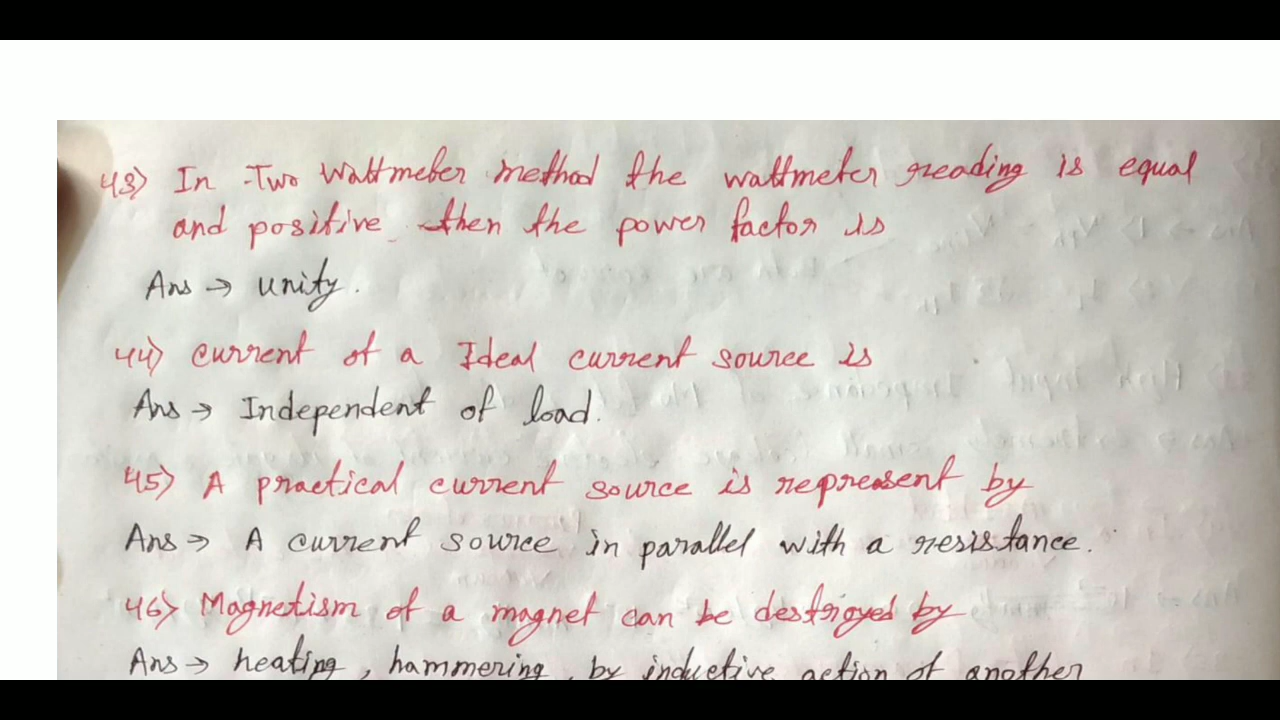 43) In Two Wattmeter method the wattmeter reading is equal
and positive then the power factor is
Ans → unity.
44) current of a Ideal current source is
Ans → Independent of load.
45) A practical current source is represent by
Ans → A current source in parallel with a resistance.
46) Magnetism of a magnet can be destroyed by
Ans → heating, hammering, by inductive action of another